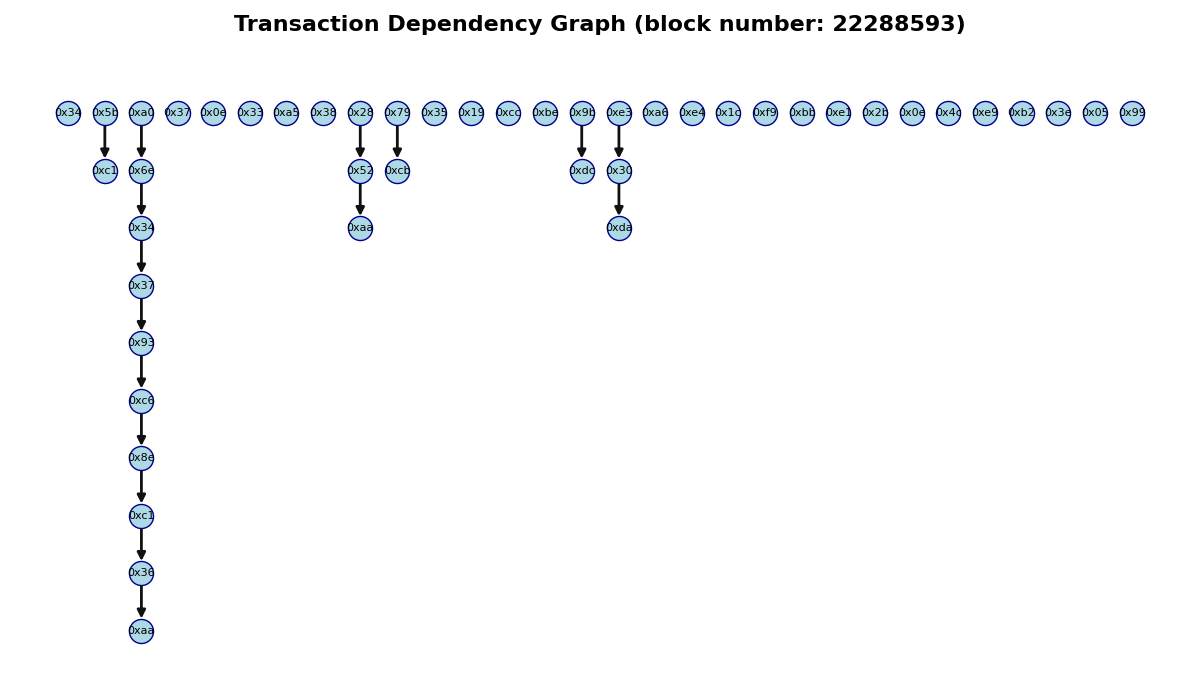 Transaction Dependency Graph (block number: 22288593)
0x34 0x5b 0xa0 0x37 0x0e 0x33 0xa5 0x38 0x28 0x79 0x35 0x19 0xcc 0xbe 0x9b 0xe3 0xa6 0xe4 0x1c 0xf9 0xbb 0xe1 0x2b 0x0e 0x4c 0xe9 0xb2 0x3e 0x05 0x99
0xc1 0x6e 0x52 0xcb 0xdc 0x30
0x34 0xaa 0xda
0x37
0x93
0xc6
0x8e
0xc1
0x36
0xaa